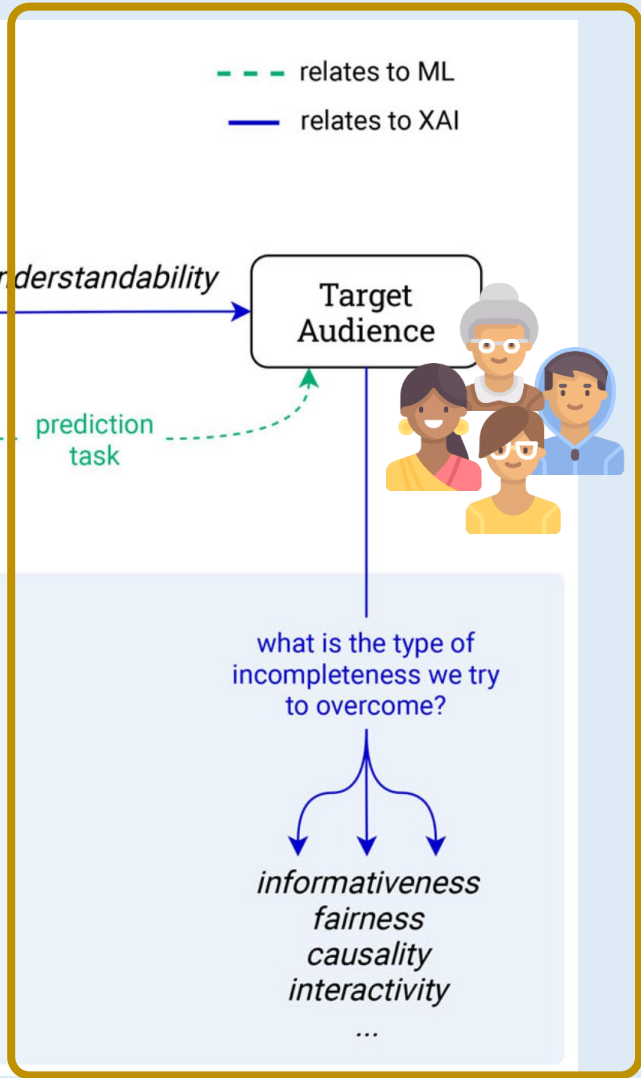 relates to ML
relates to XAI
nderstandability
Target
Audience
prediction
task
what is the type of
incompleteness we try
to overcome?
informativeness
fairness
causality
interactivity
...